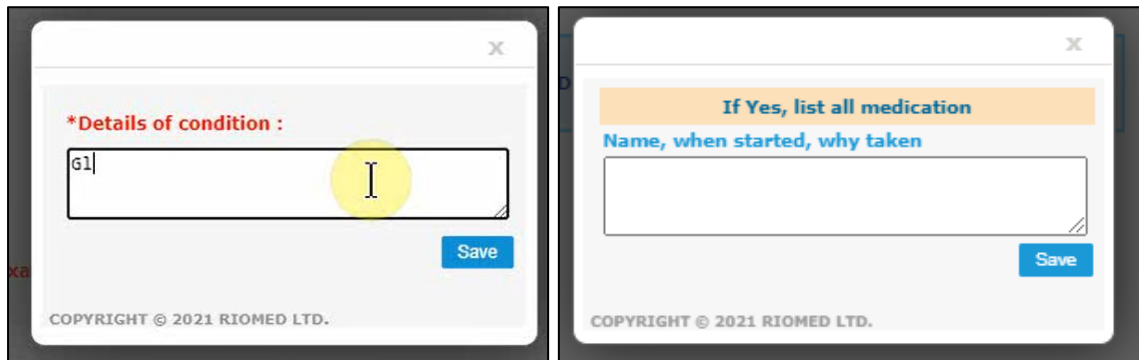 x
*Details of condition :
Gl
Save
COPYRIGHT © 2021 RIOMED LTD.
x
If Yes, list all medication
Name, when started, why taken
Save
COPYRIGHT © 2021 RIOMED LTD.